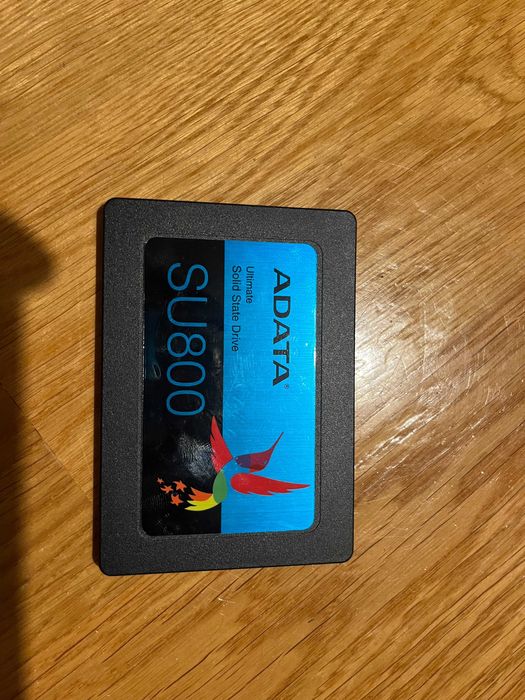 ADATA®
Ultimate
Solid State Drive
SU800